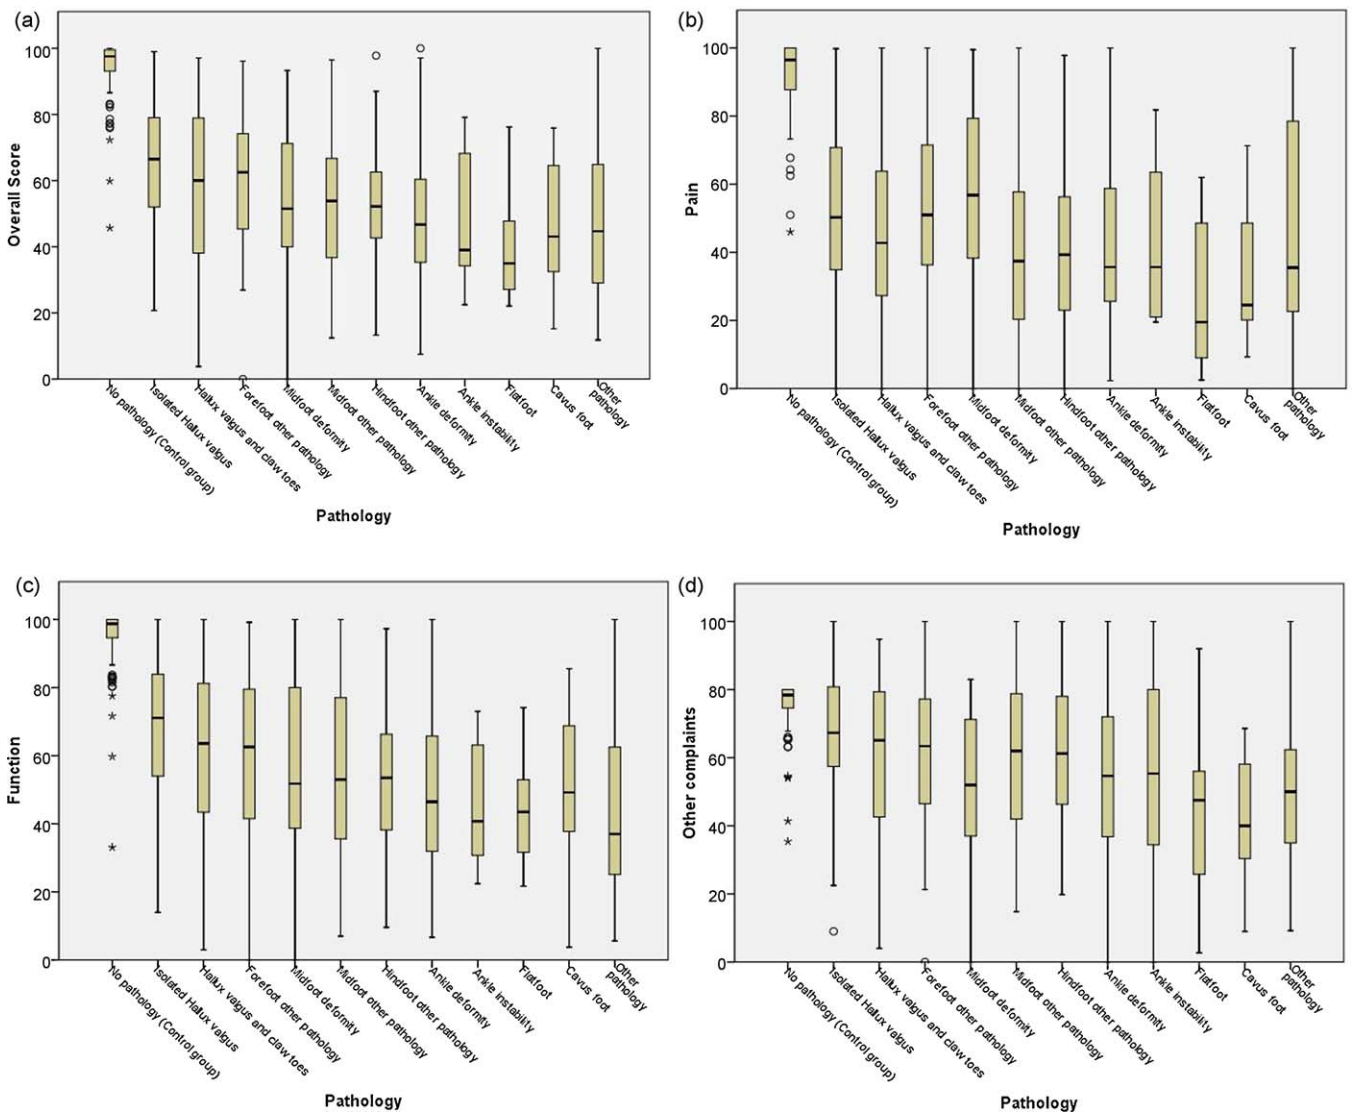 (a)
Overall Score
100
80
60
40
20
0
No pathology (Control group)
Isolated Hallux valgus
Hallux valgus and claw toes
Forefoot other pathology
Midfoot deformity
Midfoot other pathology
Hindfoot other pathology
Ankle deformity
Ankle instability
Flatfoot
Cavus foot
Other
pathology
Pathology
(b)
Pain
100
80
60
40
20
0
No pathology (Control group)
Isolated Hallux valgus
Hallux valgus and claw toes
Forefoot other pathology
Midfoot deformity
Midfoot other pathology
Hindfoot other pathology
Ankle deformity
Ankle instability
Flatfoot
Cavus foot
Other
pathology
Pathology
(c)
Function
100
80
60
40
20
0
No pathology (Control group)
Isolated Hallux valgus
Hallux valgus and claw toes
Forefoot other pathology
Midfoot deformity
Midfoot other pathology
Hindfoot other pathology
Ankle deformity
Ankle instability
Flatfoot
Cavus foot
Other
pathology
Pathology
(d)
Other complaints
100
80
60
40
20
0
No pathology (Control group)
Isolated Hallux valgus
Hallux valgus and claw toes
Forefoot other pathology
Midfoot deformity
Midfoot other pathology
Hindfoot other pathology
Ankle deformity
Ankle instability
Flatfoot
Cavus foot
Other
pathology
Pathology